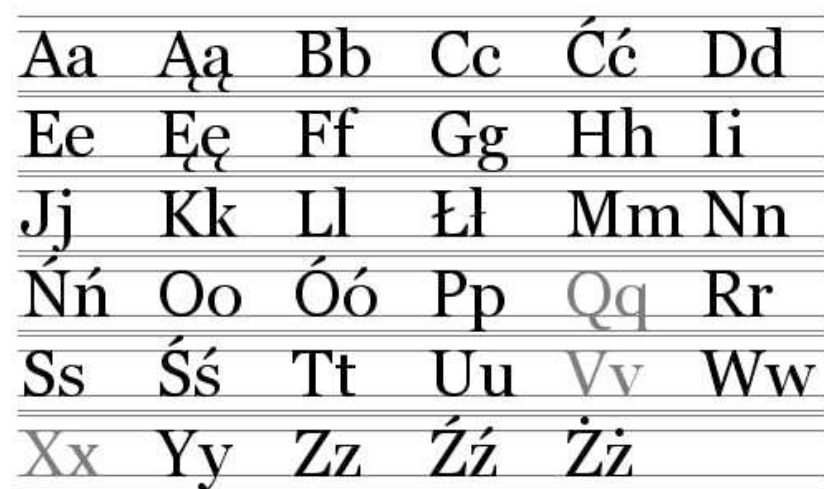 Aa Ąą Bb Cc Ćć Dd
Ee Ęę Ff Gg Hh Ii
Jj Kk Ll Łł Mm Nn
Ńń Oo Óó Pp Qq Rr
Ss Śś Tt Uu Vv Ww
Xx Yy Zz Źź Żż